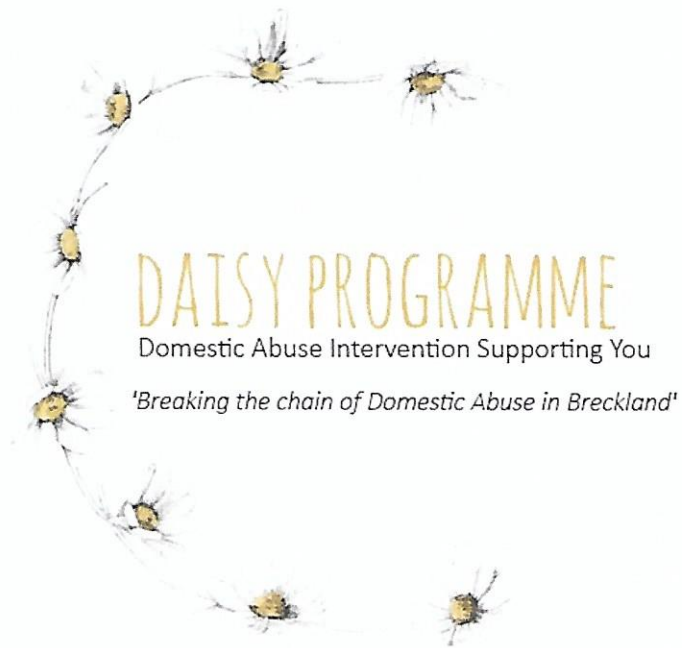 DAISY PROGRAMME
Domestic Abuse Intervention Supporting You
'Breaking the chain of Domestic Abuse in Breckland'